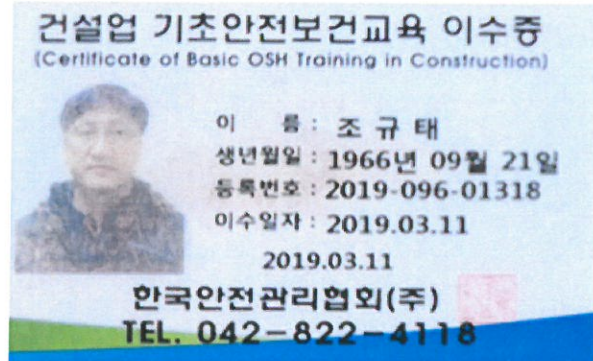 건설업 기초안전보건교육 이수증
(Certificate of Basic OSH Training in Construction)
이 름 : 조 규 태
생년월일 : 1966년 09월 21일
등록번호 : 2019-096-01318
이수일자 : 2019.03.11
2019.03.11
한국안전관리협회(주)
TEL. 042-822-4118